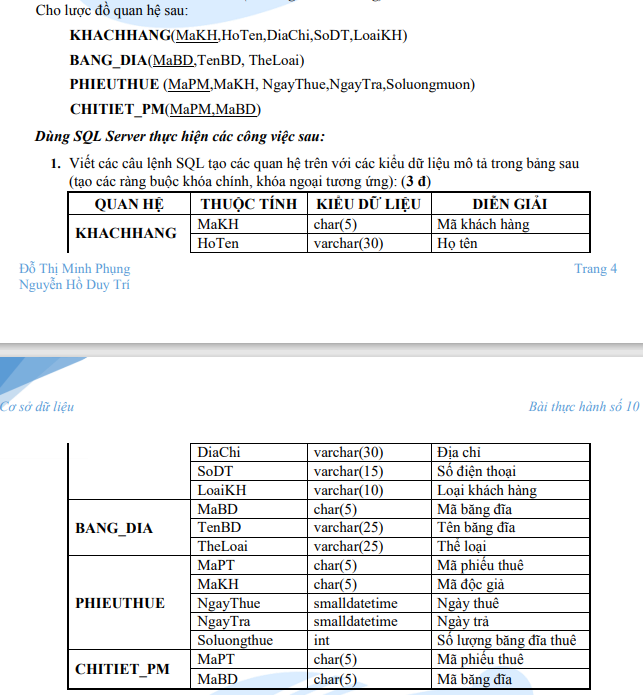 Cho lược đồ quan hệ sau:
KHACHHANG(MaKH,HoTen,DiaChi,SoDT,LoaiKH)
BANG_DIA(MaBD,TenBD, TheLoai)
PHIEUTHUE (MaPM,MaKH, NgayThue,NgayTra,Soluongmuon)
CHITIET_PM(MaPM,MaBD)
Dùng SQL Server thực hiện các công việc sau:
1. Viết các câu lệnh SQL tạo các quan hệ trên với các kiểu dữ liệu mô tả trong bảng sau
(tạo các ràng buộc khóa chính, khóa ngoại tương ứng): (3 đ)
QUAN HỆ THUỘC TÍNH KIỂU DỮ LIỆU DIỄN GIẢI
KHACHHANG
MaKH char(5) Mã khách hàng
HoTen varchar(30) Họ tên
Đỗ Thị Minh Phụng Trang 4
Nguyễn Hồ Duy Trí
Cơ sở dữ liệu Bài thực hành số 10
DiaChi varchar(30) Địa chỉ
SoDT varchar(15) Số điện thoại
LoaiKH varchar(10) Loại khách hàng
BANG_DIA
MaBD char(5) Mã băng đĩa
TenBD varchar(25) Tên băng đĩa
TheLoai varchar(25) Thể loại
PHIEUTHUE
MaPT char(5) Mã phiếu thuê
MaKH char(5) Mã độc giả
NgayThue smalldatetime Ngày thuê
NgayTra smalldatetime Ngày trả
Soluongthue int Số lượng băng đĩa thuê
CHITIET_PM
MaPT char(5) Mã phiếu thuê
MaBD char(5) Mã băng đĩa